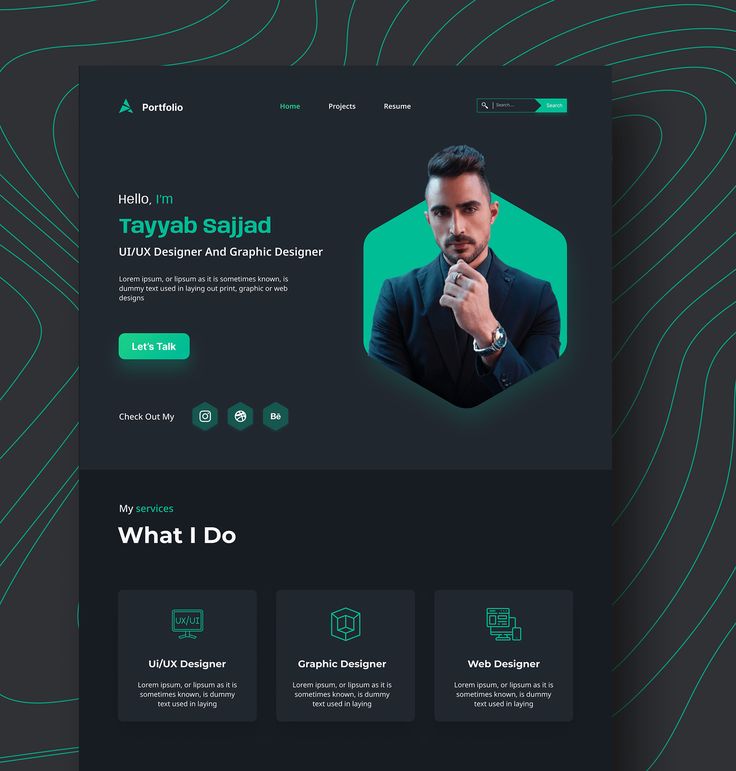 Portfolio
Home
Projects
Resume
Search....
Search
Hello, I'm
Tayyab Sajjad
UI/UX Designer And Graphic Designer
Lorem ipsum, or lipsum as it is sometimes known, is
dummy text used in laying out print, graphic or web
designs
Let's Talk
Check Out My
Bē
My services
What I Do
UX/UI
Ui/UX Designer
Lorem ipsum, or lipsum as it is
sometimes known, is dummy
text used in laying
Graphic Designer
Lorem ipsum, or lipsum as it is
sometimes known, is dummy
text used in laying
Web Designer
Lorem ipsum, or lipsum as it is
sometimes known, is dummy
text used in laying